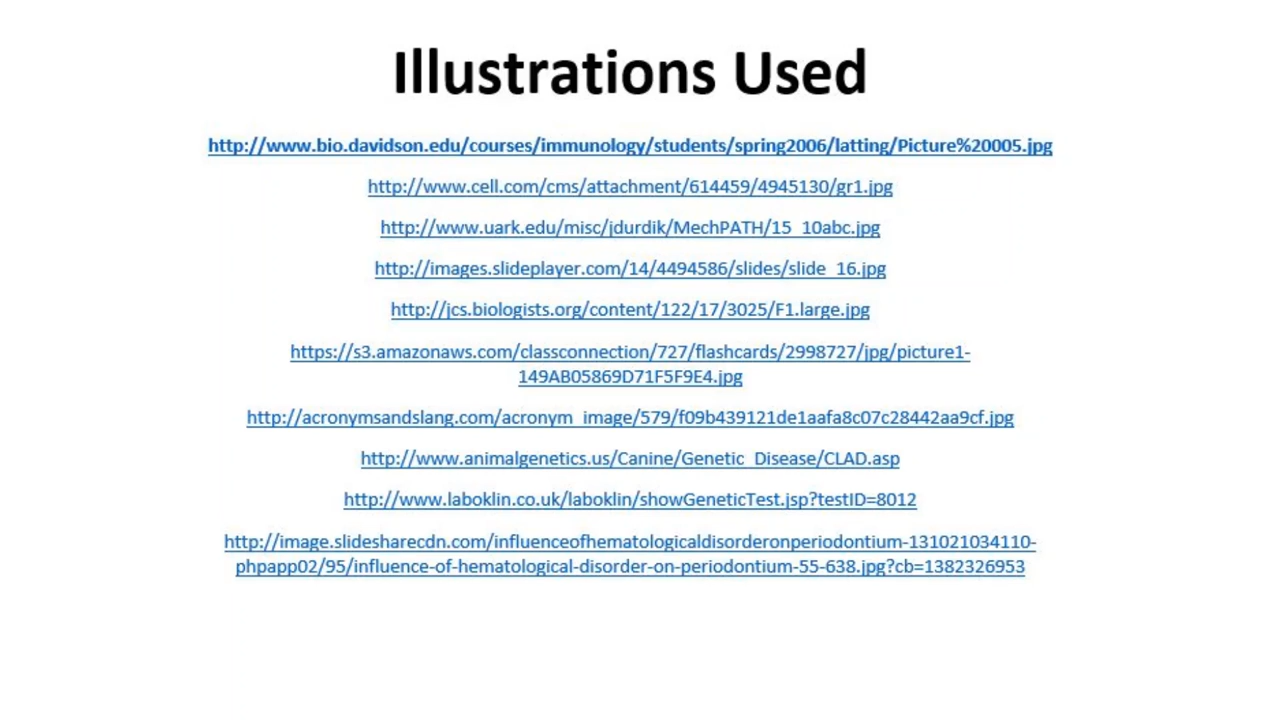 Illustrations Used
http://www.bio.davidson.edu/courses/immunology/students/spring2006/latting/Picture%20005.jpg
http://www.cell.com/cms/attachment/614459/4945130/gr1.jpg
http://www.uark.edu/misc/jdurdik/MechPATH/15_10abc.jpg
http://images.slideplayer.com/14/4494586/slides/slide_16.jpg
http://jcs.biologists.org/content/122/17/3025/F1.large.jpg
https://s3.amazonaws.com/classconnection/727/flashcards/2998727/jpg/picture1-
149AB05869D71F5F9E4.jpg
http://acronymsandslang.com/acronym_image/579/f09b439121de1aafa8c07c28442aa9cf.jpg
http://www.animalgenetics.us/Canine/Genetic_Disease/CLAD.asp
http://www.laboklin.co.uk/laboklin/showGeneticTest.jsp?testID=8012
http://image.slidesharecdn.com/influenceofhematologicaldisorderonperiodontium-131021034110-
phpapp02/95/influence-of-hematological-disorder-on-periodontium-55-638.jpg?cb=1382326953